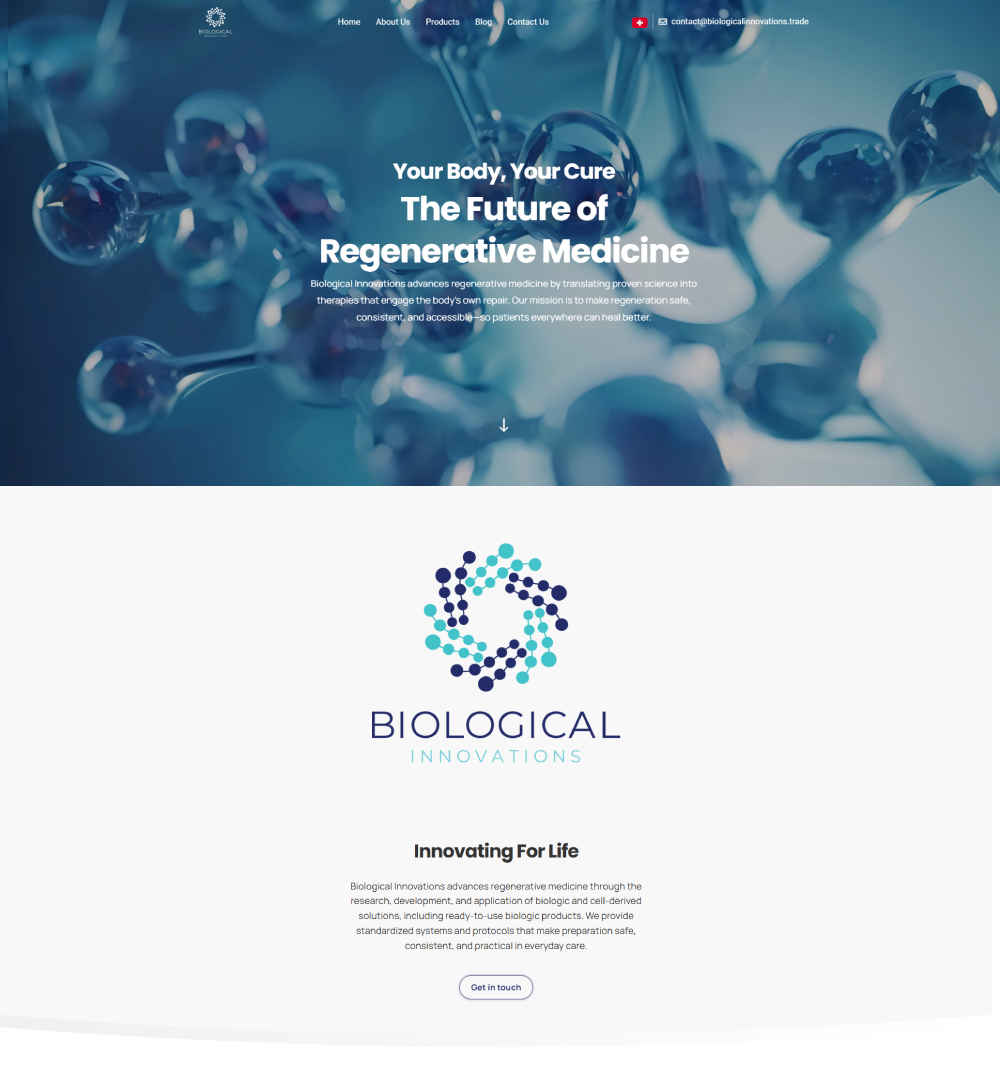 BIOLOGICAL
Home About Us Products Blog Contact Us contact@biologicalinnovations.trade
Your Body, Your Cure
The Future of
Regenerative Medicine
Biological Innovations advances regenerative medicine by translating proven science into
therapies that engage the body's own repair. Our mission is to make regeneration safe,
consistent, and accessible—so patients everywhere can heal better.
BIOLOGICAL
INNOVATIONS
Innovating For Life
Biological Innovations advances regenerative medicine through the
research, development, and application of biologic and cell-derived
solutions, including ready-to-use biologic products. We provide
standardized systems and protocols that make preparation safe,
consistent, and practical in everyday care.
Get in touch